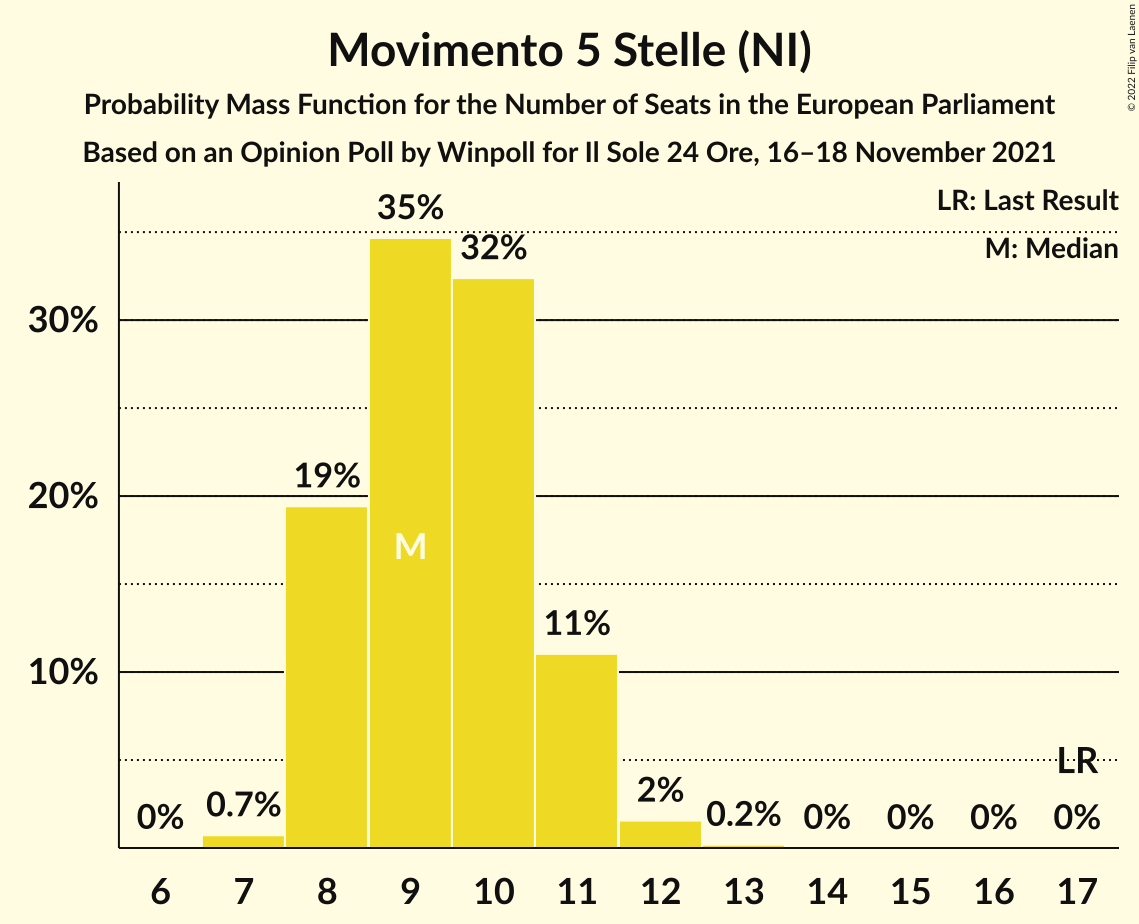 Movimento 5 Stelle (NI)
Probability Mass Function for the Number of Seats in the European Parliament
Based on an Opinion Poll by Winpoll for Il Sole 24 Ore, 16–18 November 2021
© 2022 Filip van Laenen
LR: Last Result
M: Median
35%
32%
30%
19%
20%
M
11%
10%
LR
0%
0.7%
2%
0.2%
0%
0%
0%
0%
6 7 8 9 10 11 12 13 14 15 16 17